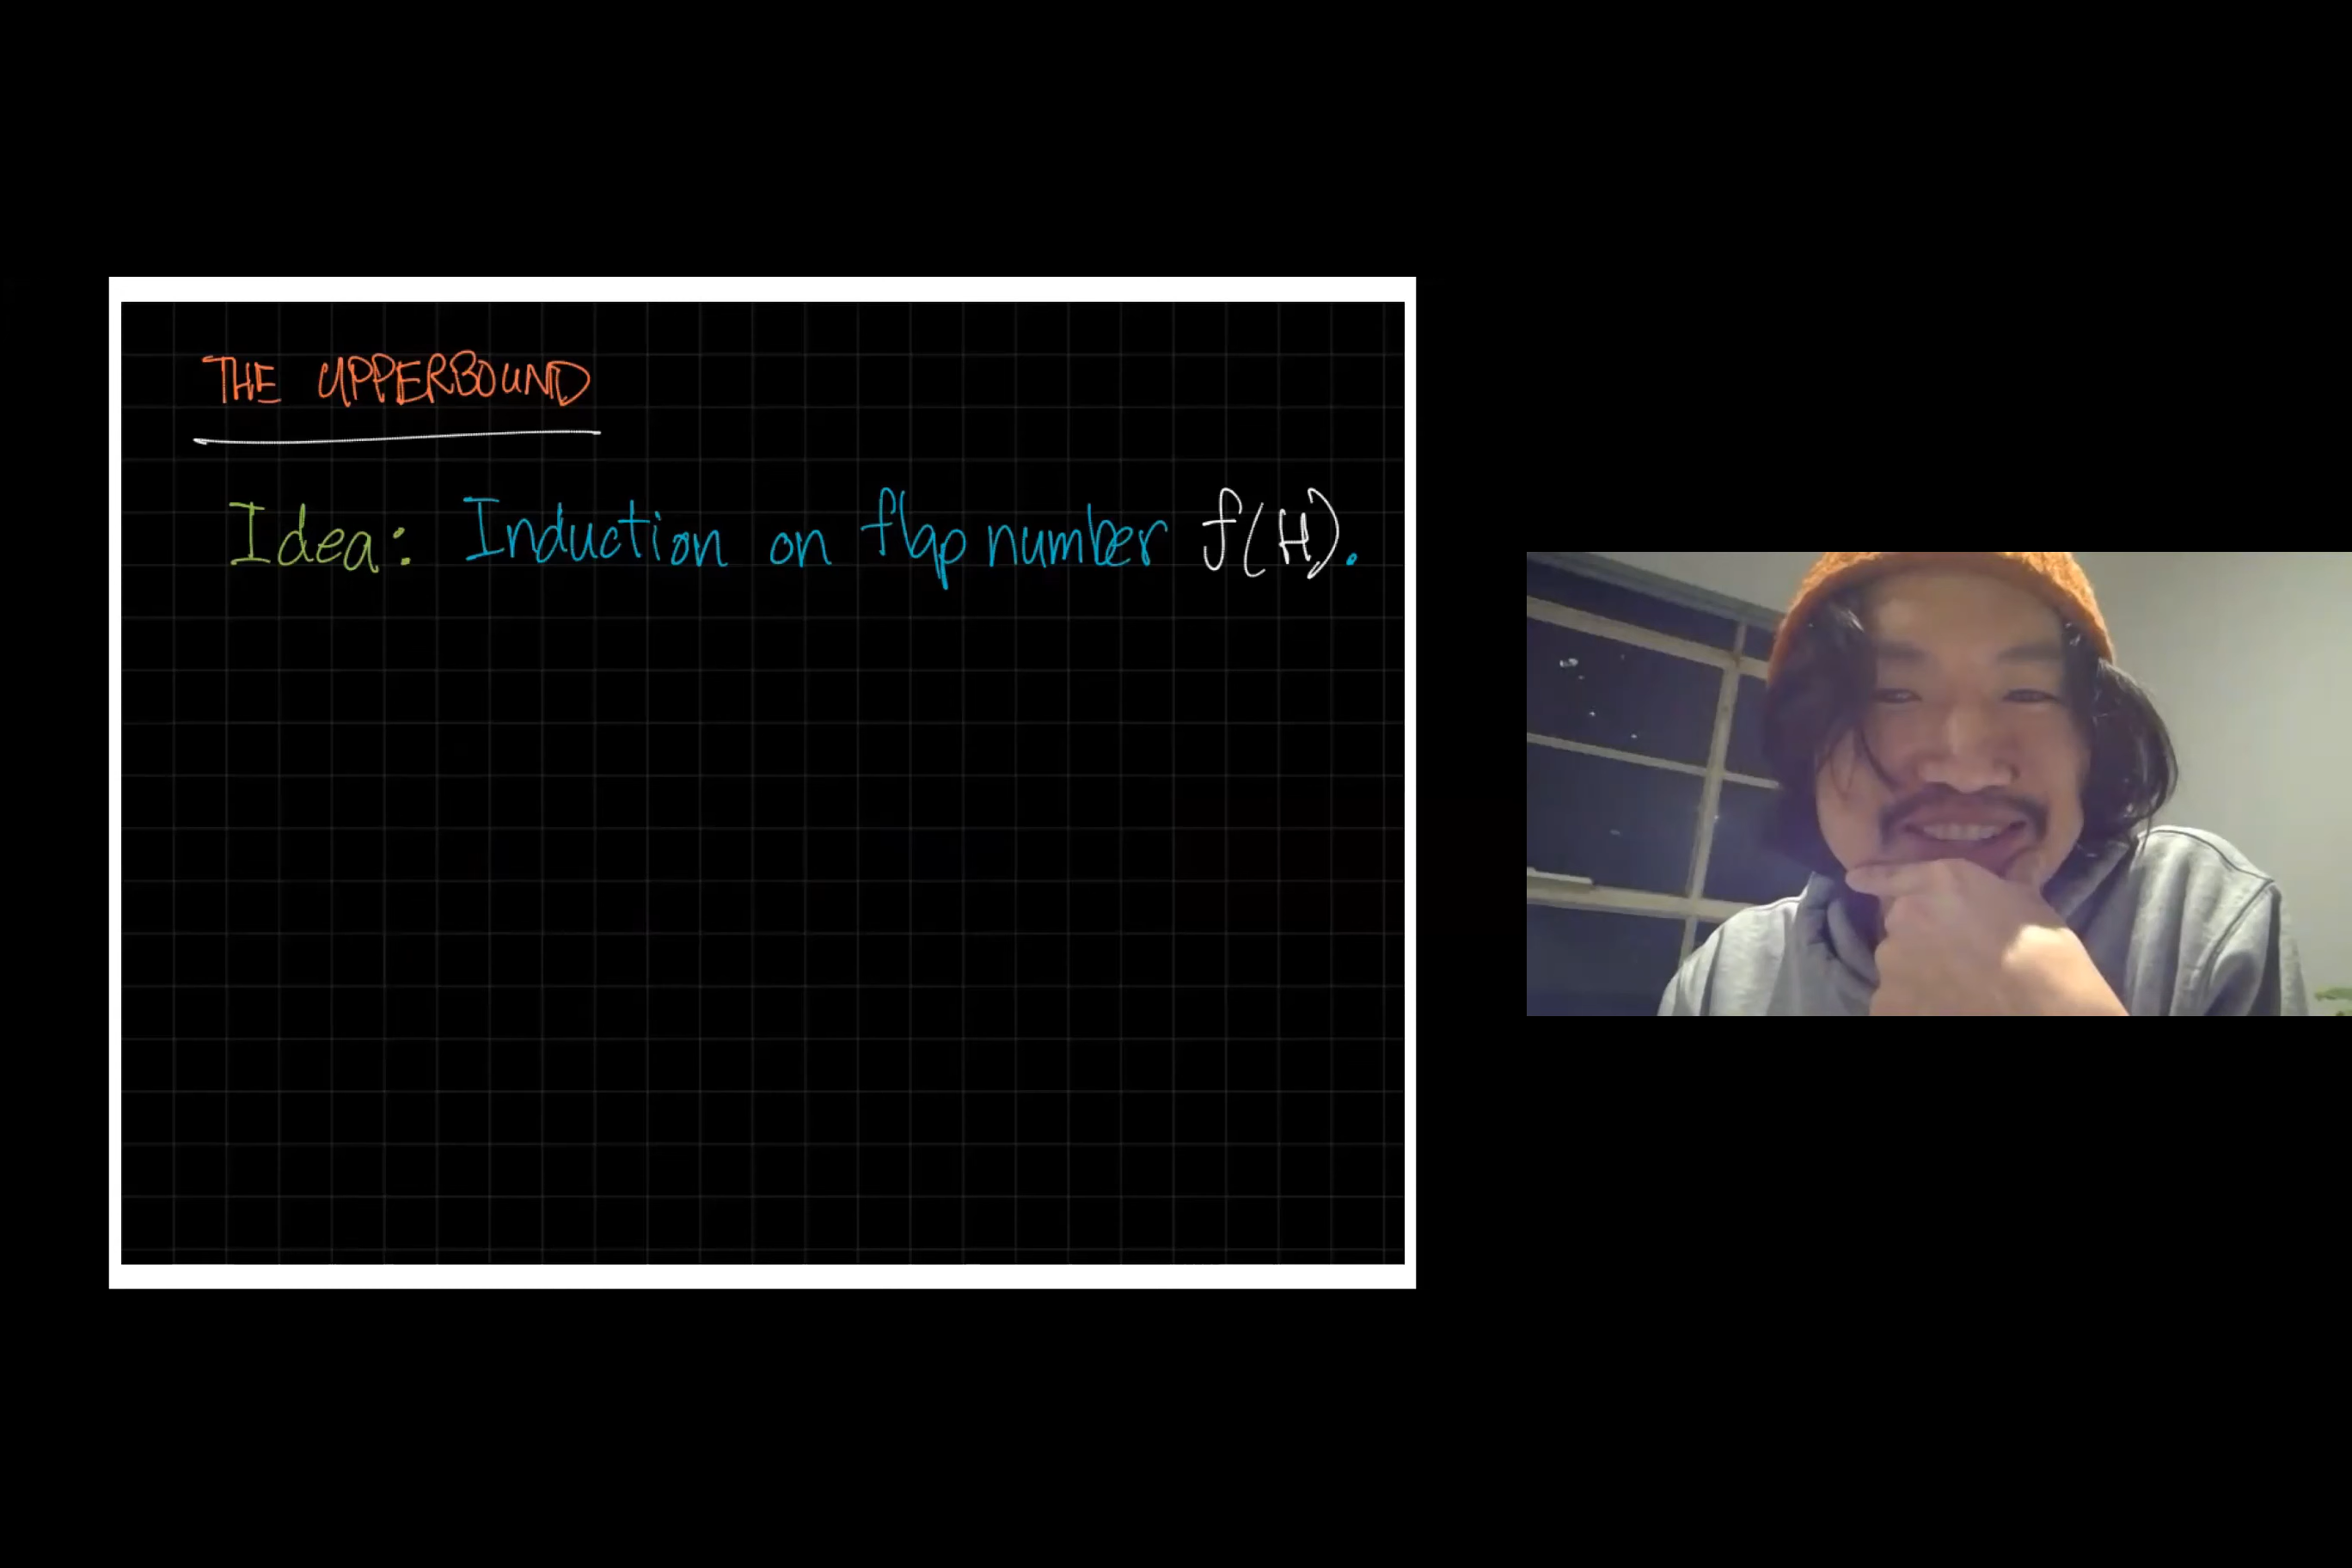 THE UPPERBOUND
Idea: Induction on flap number f(H).